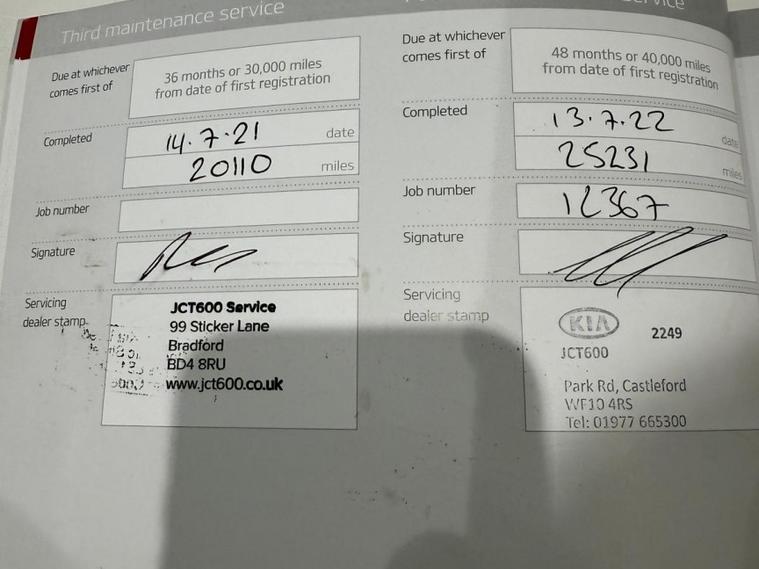 Third maintenance service
Due at whichever
comes first of
36 months or 30,000 miles
from date of first registration
Completed
14.7.21
date
20110
miles
Job number
Signature
Servicing
dealer stamp
JCT600 Service
99 Sticker Lane
Bradford
BD4 8RU
www.jct600.co.uk
Due at whichever
comes first of
48 months or 40,000 miles
from date of first registration
Completed
13.7.22
date
25231
miles
Job number
12367
Signature
Servicing
dealer stamp
KIA
2249
JCT600
Park Rd, Castleford
WF10 4RS
Tel: 01977 665300